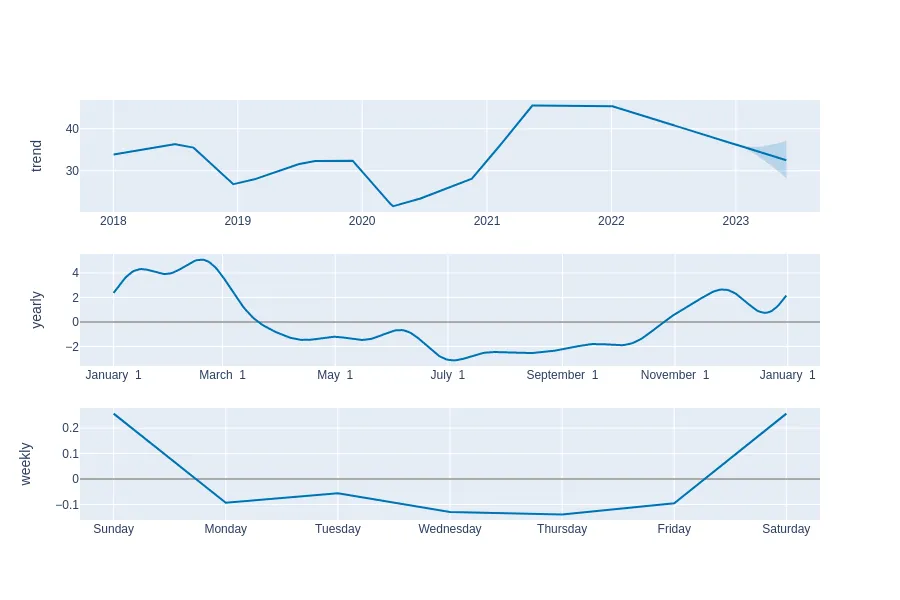 trend
40
30
2018 2019 2020 2021 2022 2023
yearly
4
2
0
−2
January 1 March 1 May 1 July 1 September 1 November 1 January 1
weekly
0.2
0.1
0
−0.1
Sunday Monday Tuesday Wednesday Thursday Friday Saturday